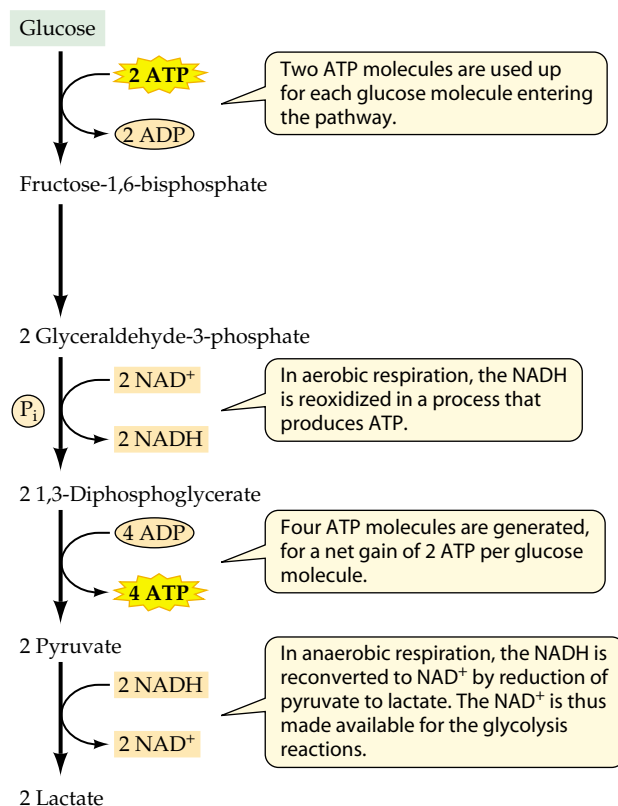 Glucose
2 ATP
Two ATP molecules are used up
for each glucose molecule entering
the pathway.
2 ADP
Fructose-1,6-bisphosphate
2 Glyceraldehyde-3-phosphate
2 NAD⁺
In aerobic respiration, the NADH
is reoxidized in a process that
produces ATP.
Pᵢ
2 NADH
2 1,3-Diphosphoglycerate
4 ADP
Four ATP molecules are generated,
for a net gain of 2 ATP per glucose
molecule.
4 ATP
2 Pyruvate
2 NADH
In anaerobic respiration, the NADH is
reconverted to NAD⁺ by reduction of
pyruvate to lactate. The NAD⁺ is thus
made available for the glycolysis
reactions.
2 NAD⁺
2 Lactate